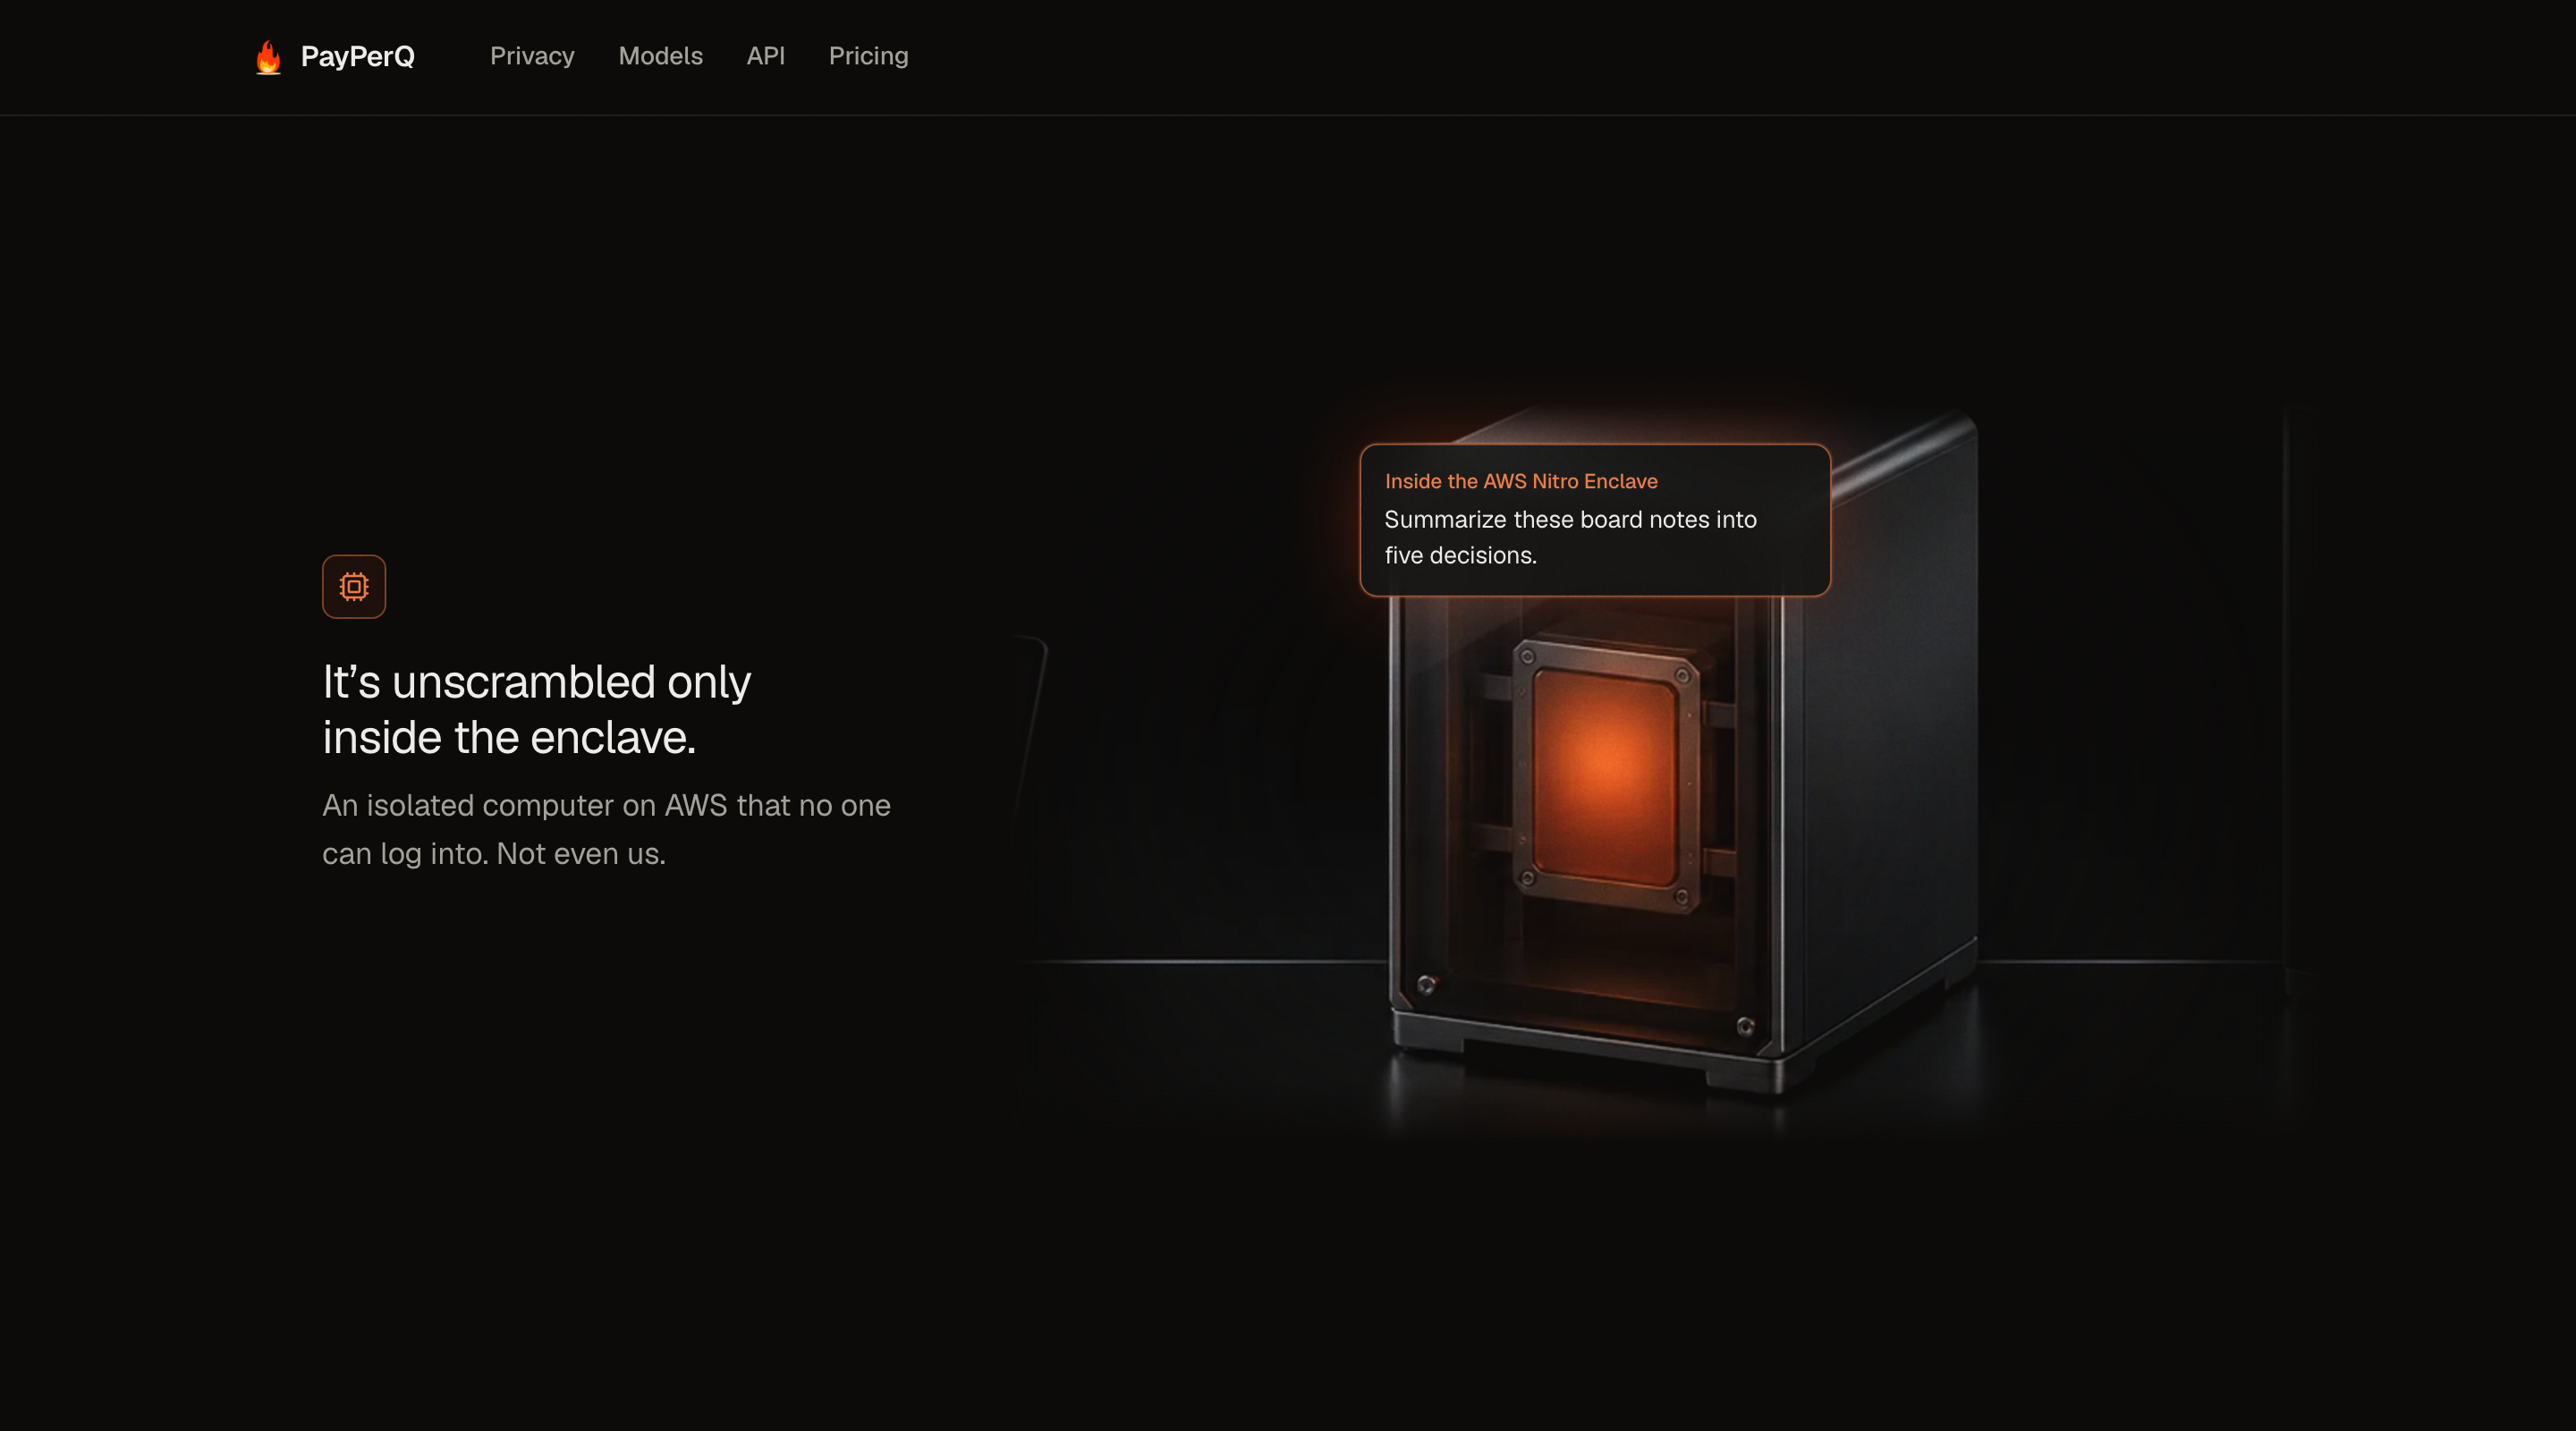 PayPerQ
Privacy
Models
API
Pricing
Inside the AWS Nitro Enclave
Summarize these board notes into
five decisions.
It’s unscrambled only
inside the enclave.
An isolated computer on AWS that no one
can log into. Not even us.